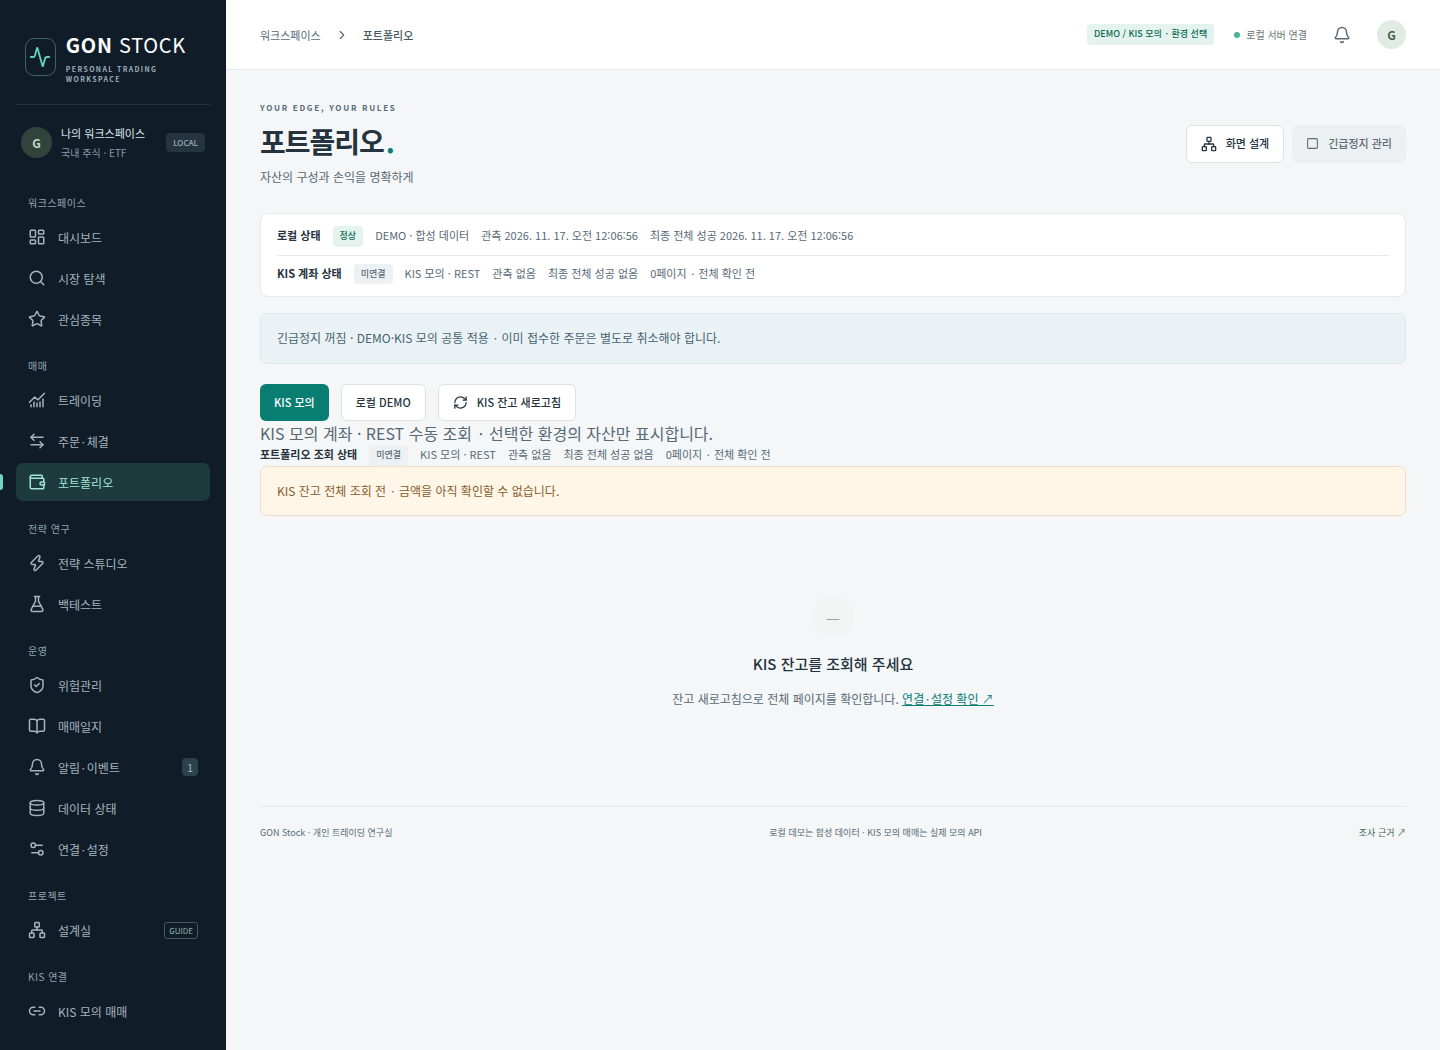 GON STOCK
PERSONAL TRADING
WORKSPACE
G
나의 워크스페이스
국내 주식 · ETF
LOCAL
워크스페이스
대시보드
시장 탐색
관심종목
매매
트레이딩
주문·체결
포트폴리오
전략 연구
전략 스튜디오
백테스트
운영
위험관리
매매일지
알림·이벤트
1
데이터 상태
연결·설정
프로젝트
설계실
GUIDE
KIS 연결
KIS 모의 매매
워크스페이스
포트폴리오
DEMO / KIS 모의 · 환경 선택
로컬 서버 연결
G
YOUR EDGE, YOUR RULES
포트폴리오.
자산의 구성과 손익을 명확하게
화면 설계
긴급정지 관리
로컬 상태 정상 DEMO · 합성 데이터 관측 2026. 11. 17. 오전 12:06:56 최종 전체 성공 2026. 11. 17. 오전 12:06:56
KIS 계좌 상태 미연결 KIS 모의 · REST 관측 없음 최종 전체 성공 없음 0페이지 · 전체 확인 전
긴급정지 꺼짐 · DEMO·KIS 모의 공통 적용 · 이미 접수한 주문은 별도로 취소해야 합니다.
KIS 모의
로컬 DEMO
KIS 잔고 새로고침
KIS 모의 계좌 · REST 수동 조회 · 선택한 환경의 자산만 표시합니다.
포트폴리오 조회 상태 미연결 KIS 모의 · REST 관측 없음 최종 전체 성공 없음 0페이지 · 전체 확인 전
KIS 잔고 전체 조회 전 · 금액을 아직 확인할 수 없습니다.
—
KIS 잔고를 조회해 주세요
잔고 새로고침으로 전체 페이지를 확인합니다. 연결·설정 확인 ↗
GON Stock · 개인 트레이딩 연구실
로컬 데모는 합성 데이터 · KIS 모의 매매는 실제 모의 API
조사 근거 ↗